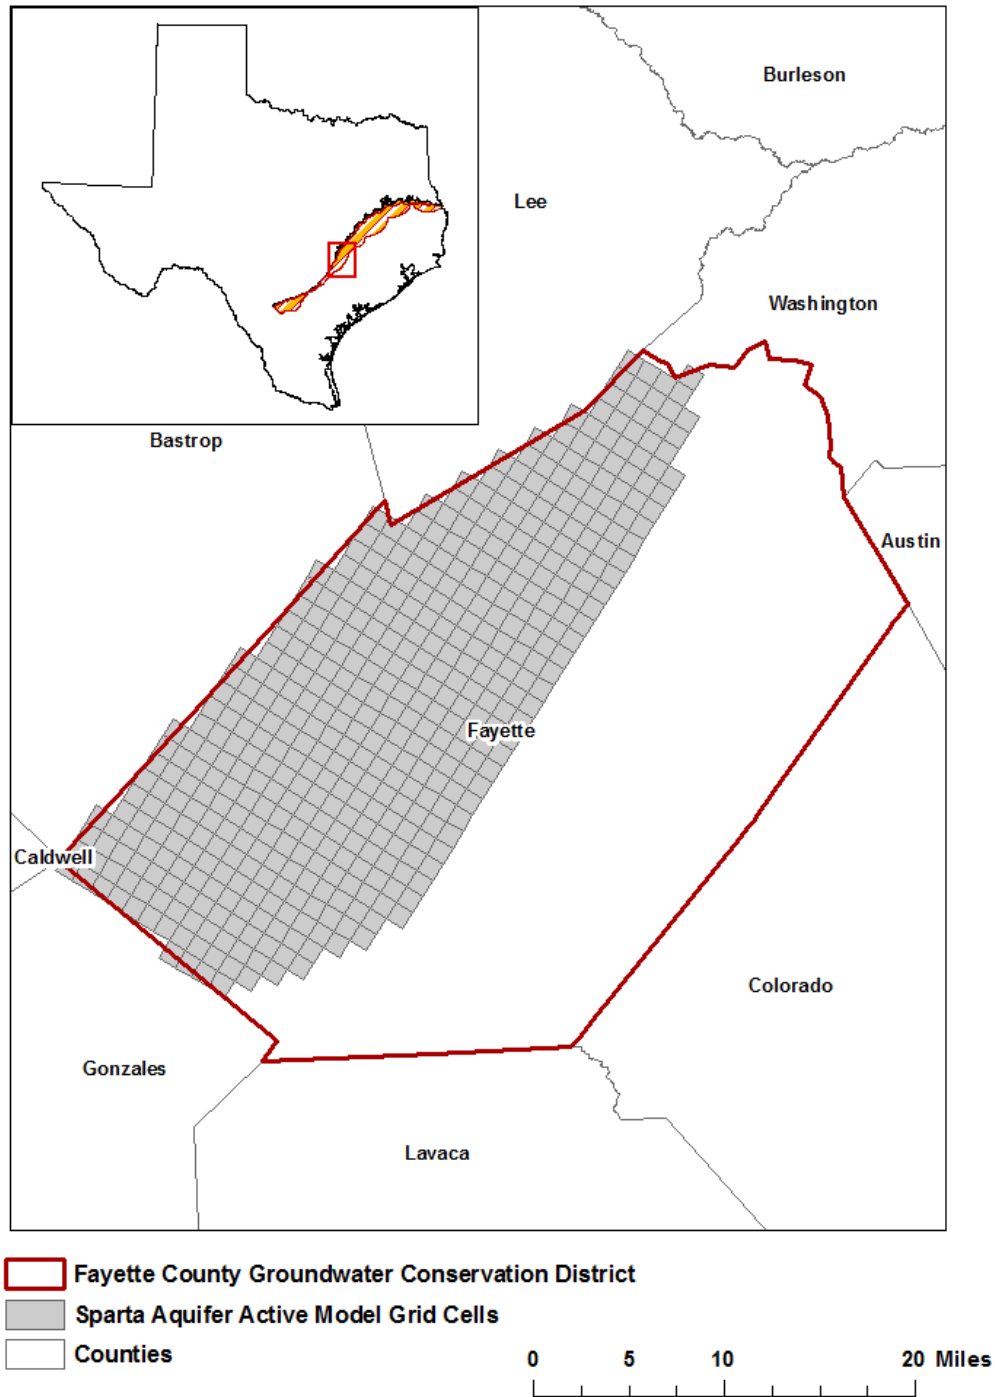 Burleson
Lee
Washington
Bastrop
Austin
Fayette
Caldwell
Colorado
Gonzales
Lavaca
Fayette County Groundwater Conservation District
Sparta Aquifer Active Model Grid Cells
Counties
0 5 10 20 Miles